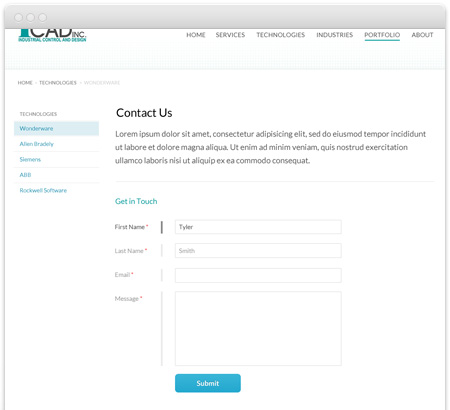 ICAD INC.
INDUSTRIAL CONTROL AND DESIGN
HOME SERVICES TECHNOLOGIES INDUSTRIES PORTFOLIO ABOUT
HOME › TECHNOLOGIES › WONDERWARE
TECHNOLOGIES
Wonderware
Allen Bradely
Siemens
ABB
Rockwell Software
Contact Us
Lorem ipsum dolor sit amet, consectetur adipisicing elit, sed do eiusmod tempor incididunt
ut labore et dolore magna aliqua. Ut enim ad minim veniam, quis nostrud exercitation
ullamco laboris nisi ut aliquip ex ea commodo consequat.
Get in Touch
First Name * Tyler
Last Name * Smith
Email *
Message *
Submit